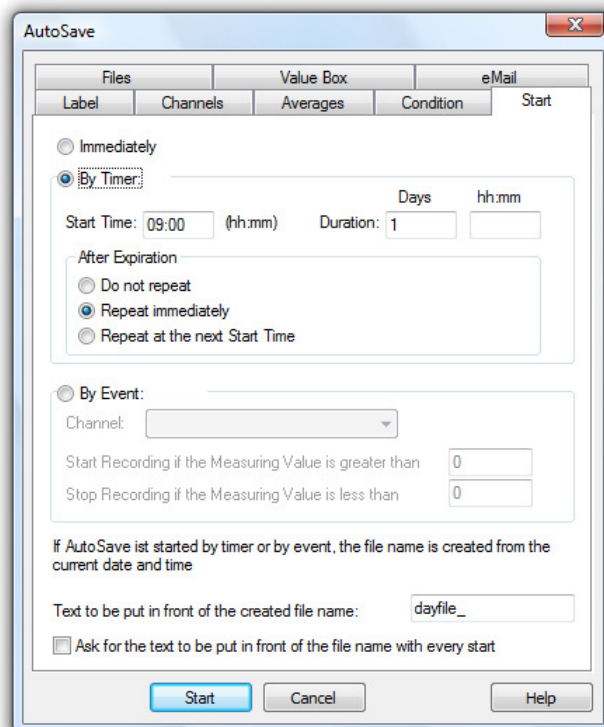 AutoSave
Files Value Box eMail
Label Channels Averages Condition Start
Immediately
By Timer:
Days hh:mm
Start Time: 09:00 (hh:mm) Duration: 1
After Expiration
Do not repeat
Repeat immediately
Repeat at the next Start Time
By Event:
Channel:
Start Recording if the Measuring Value is greater than 0
Stop Recording if the Measuring Value is less than 0
If AutoSave ist started by timer or by event, the file name is created from the
current date and time
Text to be put in front of the created file name: dayfile_
Ask for the text to be put in front of the file name with every start
Start Cancel Help